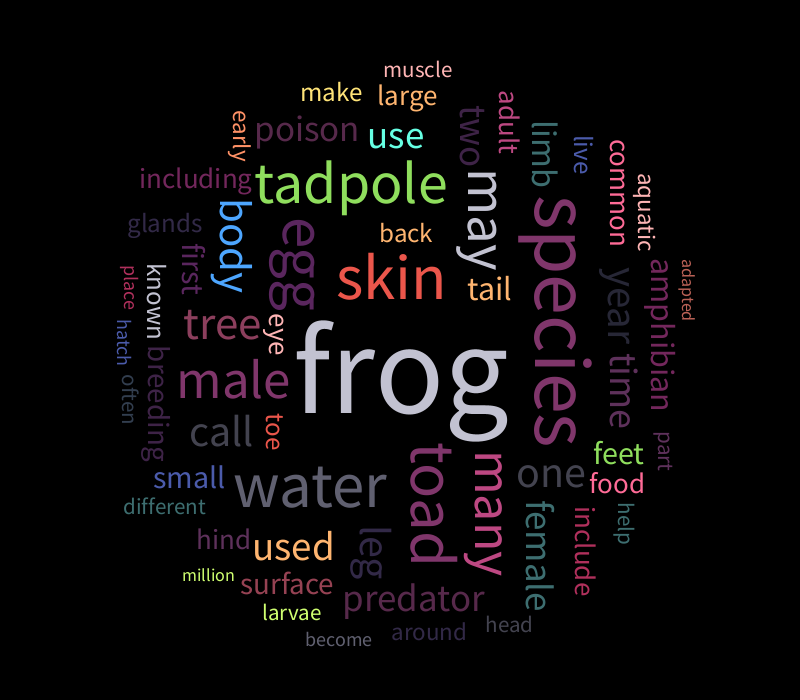 muscle
make
large
adult
early
poison
use
two
limb
live
common
including
tadpole
may
aquatic
glands
body
egg
back
species
first
skin
tail
year
amphibian
adapted
place
known
tree
eye
frog
time
hatch
often
breeding
male
call
toe
toad
many
one
feet
food
part
small
water
different
female
include
help
hind
used
leg
million
surface
predator
larvae
become
around
head